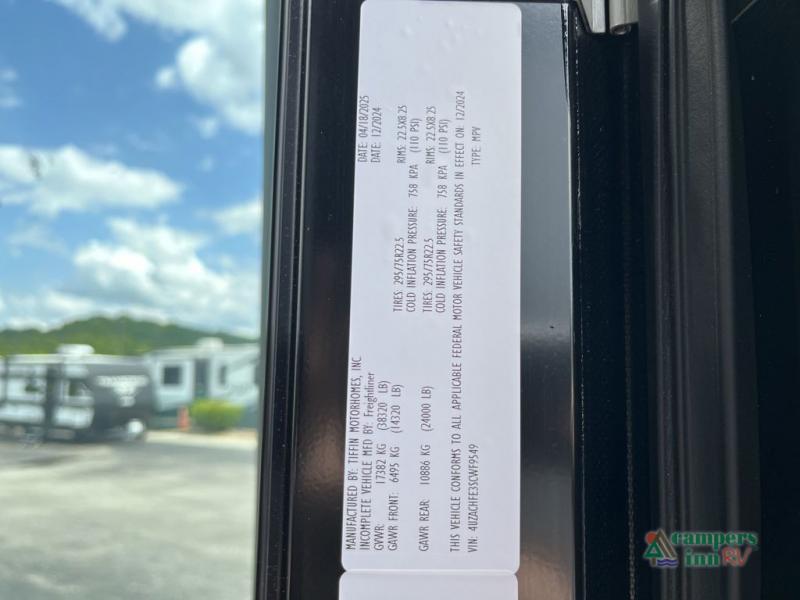 MANUFACTURED BY: TIFFIN MOTORHOMES, INC DATE: 04/18/2025
INCOMPLETE VEHICLE MFD BY: Freightliner DATE: 12/2024
GVWR: 17382 KG (38320 LB)
GAWR FRONT: 6495 KG (14320 LB) TIRES: 295/75R22.5 RIMS: 22.5X8.25
COLD INFLATION PRESSURE: 758 KPA (110 PSI)
GAWR REAR: 10886 KG (24000 LB) TIRES: 295/75R22.5 RIMS: 22.5X8.25
COLD INFLATION PRESSURE: 758 KPA (110 PSI)
THIS VEHICLE CONFORMS TO ALL APPLICABLE FEDERAL MOTOR VEHICLE SAFETY STANDARDS IN EFFECT ON: 12/2024
VIN: 4UZACHFE3SCWF9549 TYPE: MPV
campers
inn RV